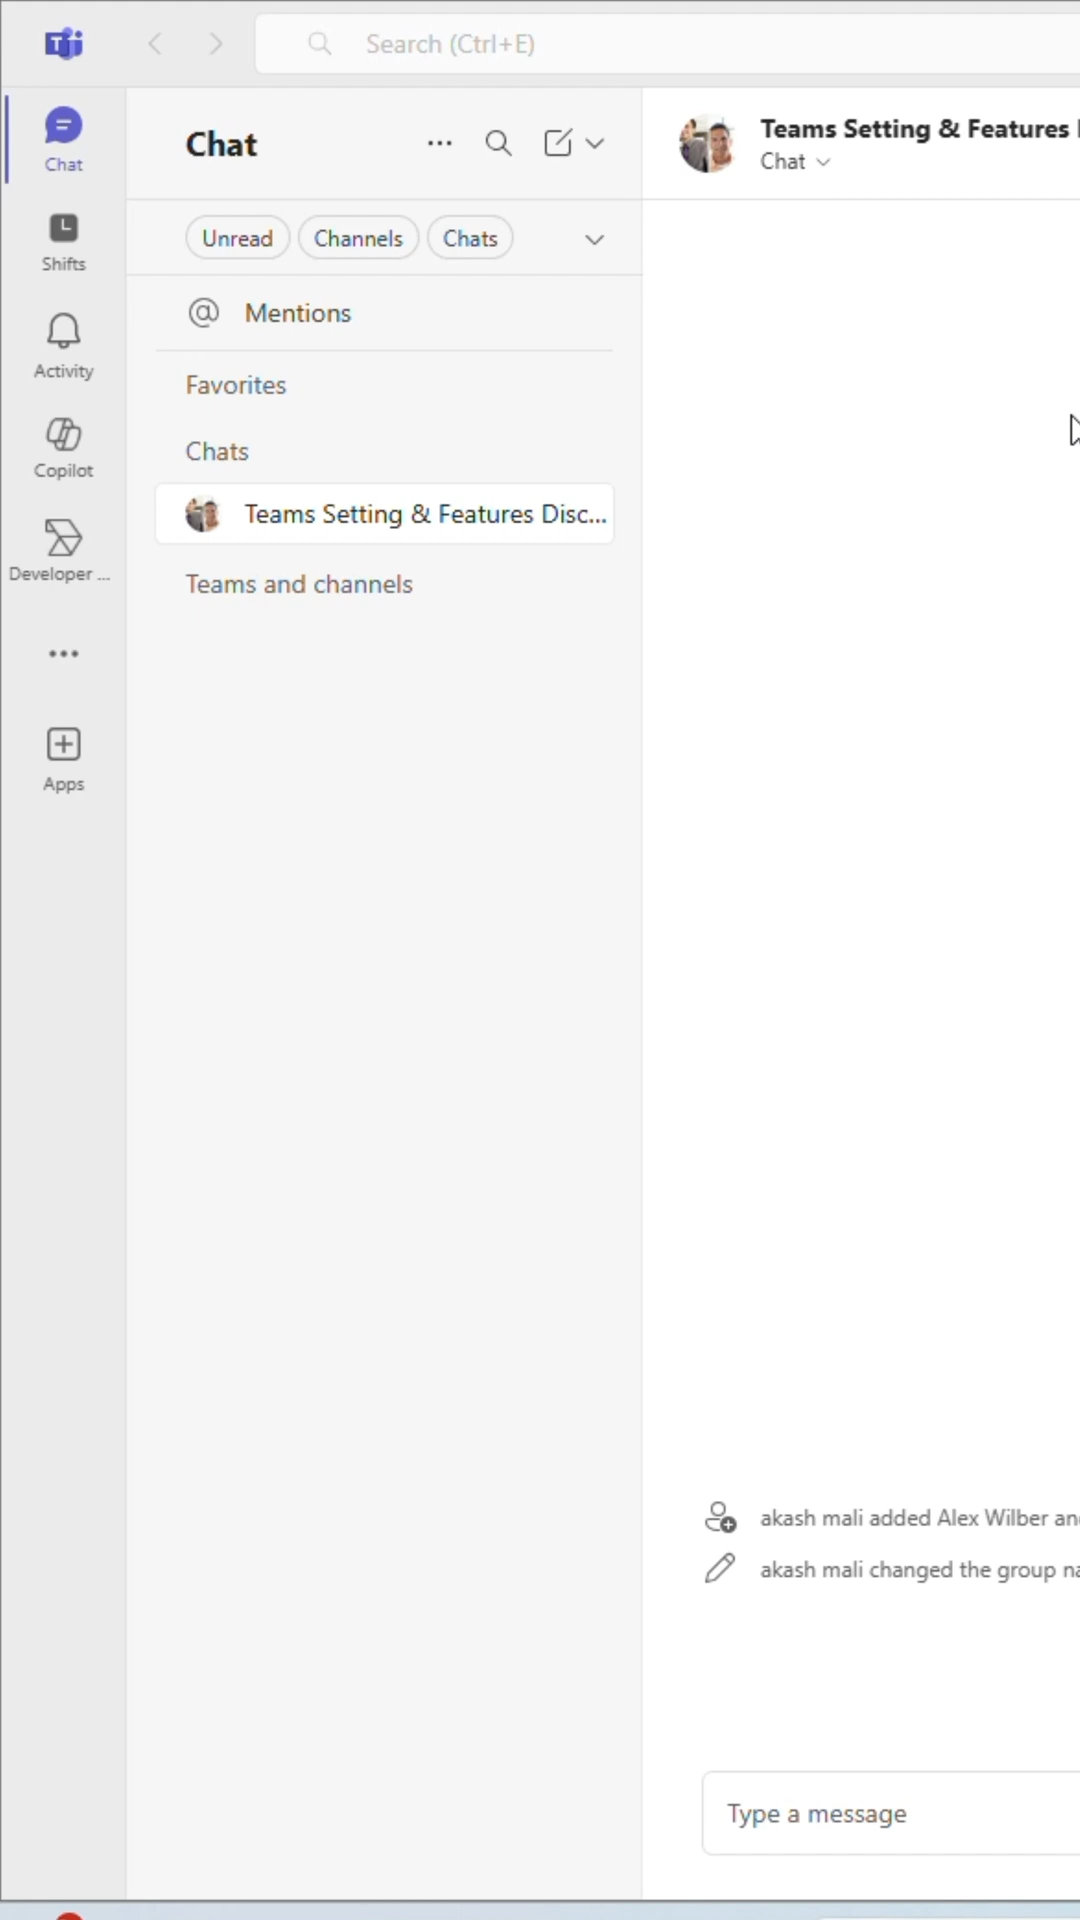 Search (Ctrl+E)
Chat
Shifts
Activity
Copilot
Developer ...
Apps
Chat
Unread
Channels
Chats
Mentions
Favorites
Chats
Teams Setting & Features Disc...
Teams and channels
Teams Setting & Features
Chat
akash mali added Alex Wilber an
akash mali changed the group na
Type a message